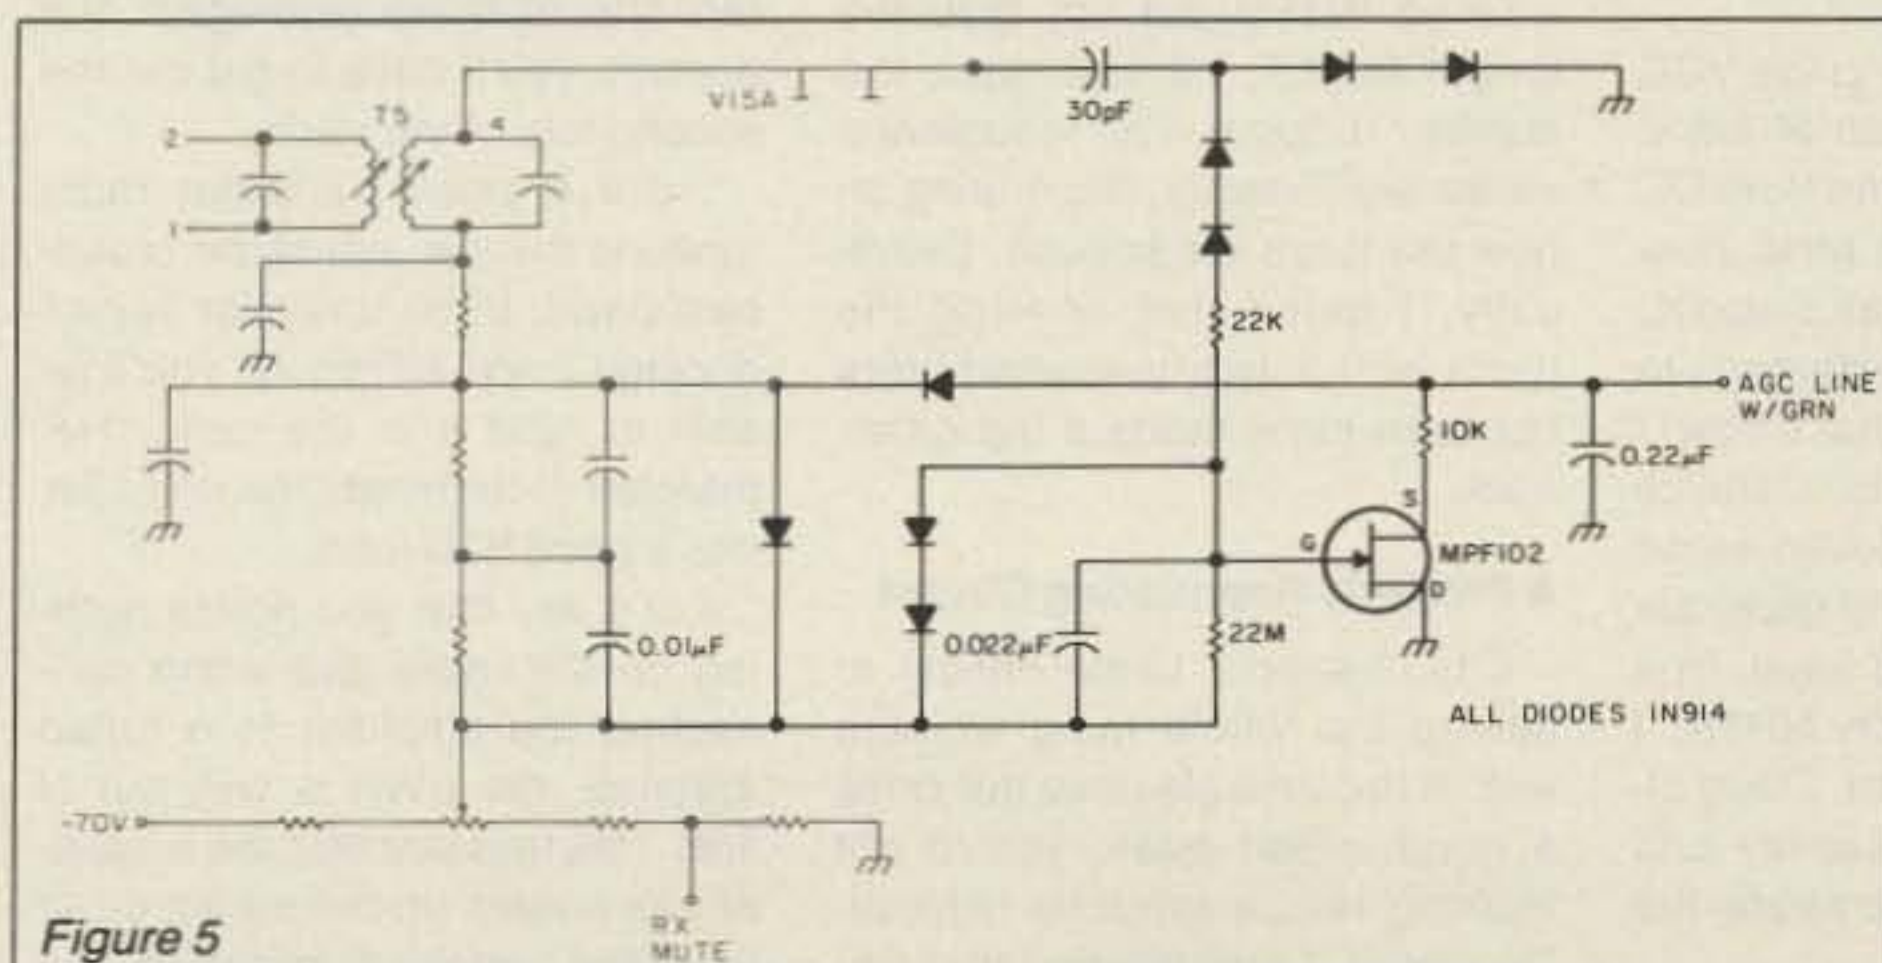 T5
2
4
1
V15A
30pF
22K
AGC LINE
W/GRN
10K
0.22µF
S
G
MPF102
D
0.01µF
0.022µF
22M
ALL DIODES IN914
-70V
RX
MUTE
Figure 5